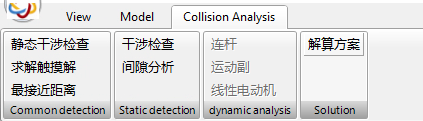 View Model Collision Analysis
静态干涉检查 干涉检查 连杆 解算方案
求解触摸解 间隙分析 运动副
最接近距离 线性电动机
Common detection Static detection dynamic analysis Solution